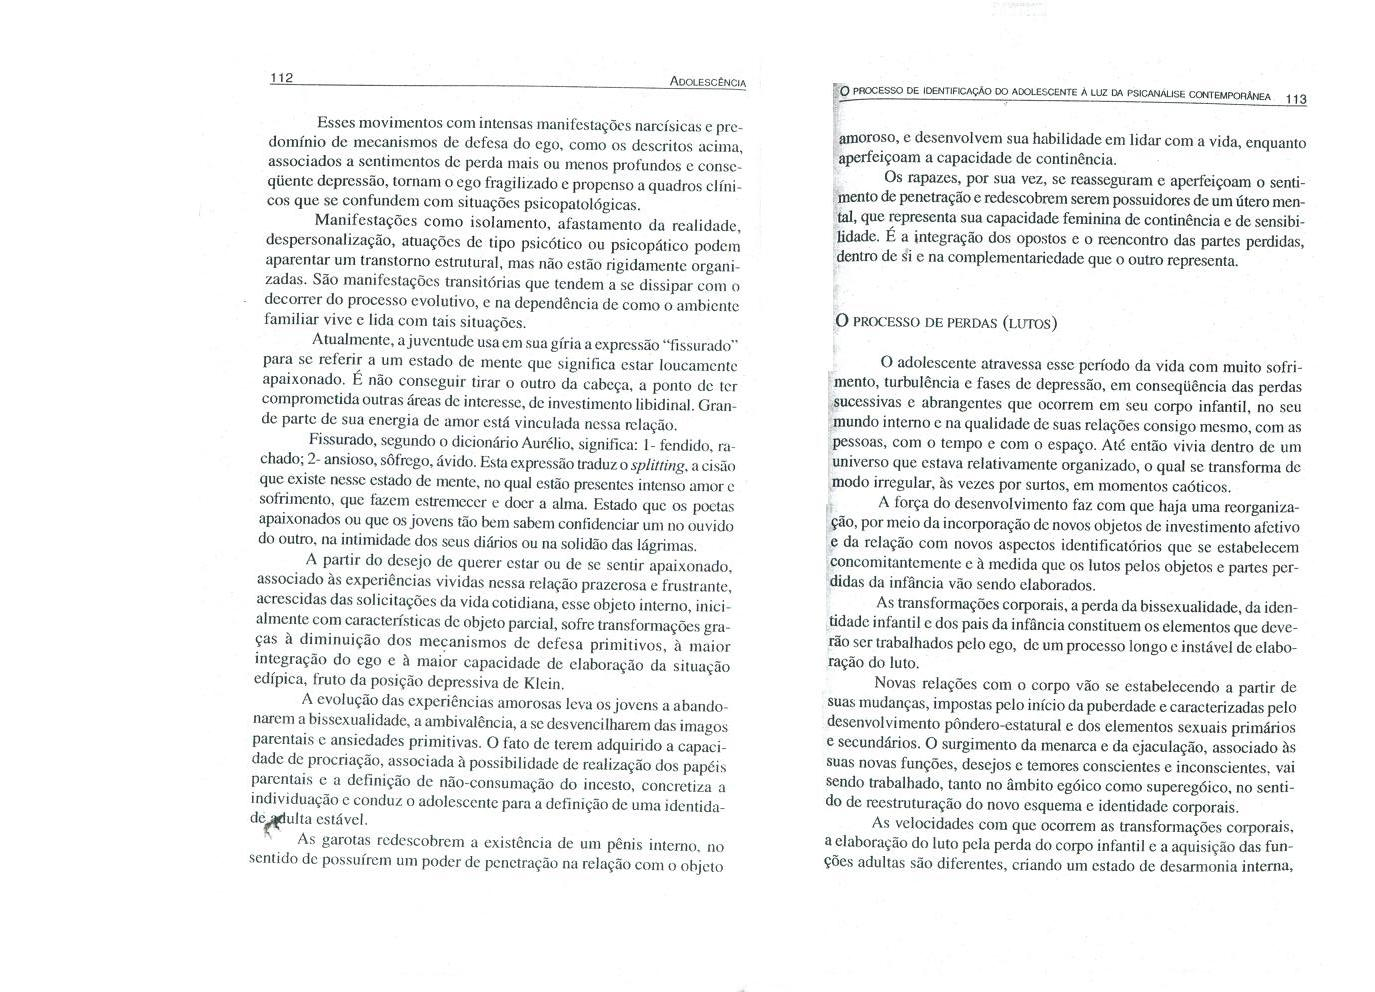 112 ADOLESCÊNCIA
Esses movimentos com intensas manifestações narcísicas e pre-
domínio de mecanismos de defesa do ego, como os descritos acima,
associados a sentimentos de perda mais ou menos profundos e conse-
qüente depressão, tornam o ego fragilizado e propenso a quadros clíni-
cos que se confundem com situações psicopatológicas.
Manifestações como isolamento, afastamento da realidade,
despersonalização, atuações de tipo psicótico ou psicopático podem
aparentar um transtorno estrutural, mas não estão rigidamente organi-
zadas. São manifestações transitórias que tendem a se dissipar com o
decorrer do processo evolutivo, e na dependência de como o ambiente
familiar vive e lida com tais situações.
Atualmente, a juventude usa em sua gíria a expressão “fissurado”
para se referir a um estado de mente que significa estar loucamente
apaixonado. É não conseguir tirar o outro da cabeça, a ponto de ter
comprometida outras áreas de interesse, de investimento libidinal. Gran-
de parte de sua energia de amor está vinculada nessa relação.
Fissurado, segundo o dicionário Aurélio, significa: 1- fendido, ra-
chado; 2- ansioso, sôfrego, ávido. Esta expressão traduz o splitting, a cisão
que existe nesse estado de mente, no qual estão presentes intenso amor e
sofrimento, que fazem estremecer e doer a alma. Estado que os poetas
apaixonados ou que os jovens tão bem sabem confidenciar um no ouvido
do outro, na intimidade dos seus diários ou na solidão das lágrimas.
A partir do desejo de querer estar ou de se sentir apaixonado,
associado às experiências vividas nessa relação prazerosa e frustrante,
acrescidas das solicitações da vida cotidiana, esse objeto interno, inici-
almente com características de objeto parcial, sofre transformações gra-
ças à diminuição dos mecanismos de defesa primitivos, à maior
integração do ego e à maior capacidade de elaboração da situação
edípica, fruto da posição depressiva de Klein.
A evolução das experiências amorosas leva os jovens a abando-
narem a bissexualidade, a ambivalência, a se desvencilharem das imagos
parentais e ansiedades primitivas. O fato de terem adquirido a capaci-
dade de procriação, associada à possibilidade de realização dos papéis
parentais e a definição de não-consumação do incesto, concretiza a
individuação e conduz o adolescente para a definição de uma identida-
de adulta estável.
As garotas redescobrem a existência de um pênis interno, no
sentido de possuírem um poder de penetração na relação com o objeto
O PROCESSO DE IDENTIFICAÇÃO DO ADOLESCENTE À LUZ DA PSICANÁLISE CONTEMPORÂNEA 113
amoroso, e desenvolvem sua habilidade em lidar com a vida, enquanto
aperfeiçoam a capacidade de continência.
Os rapazes, por sua vez, se reasseguram e aperfeiçoam o senti-
mento de penetração e redescobrem serem possuidores de um útero men-
tal, que representa sua capacidade feminina de continência e de sensibi-
lidade. É a integração dos opostos e o reencontro das partes perdidas,
dentro de si e na complementariedade que o outro representa.
O PROCESSO DE PERDAS (LUTOS)
O adolescente atravessa esse período da vida com muito sofri-
mento, turbulência e fases de depressão, em conseqüência das perdas
sucessivas e abrangentes que ocorrem em seu corpo infantil, no seu
mundo interno e na qualidade de suas relações consigo mesmo, com as
pessoas, com o tempo e com o espaço. Até então vivia dentro de um
universo que estava relativamente organizado, o qual se transforma de
modo irregular, às vezes por surtos, em momentos caóticos.
A força do desenvolvimento faz com que haja uma reorganiza-
ção, por meio da incorporação de novos objetos de investimento afetivo
e da relação com novos aspectos identificatórios que se estabelecem
concomitantemente e à medida que os lutos pelos objetos e partes per-
didas da infância vão sendo elaborados.
As transformações corporais, a perda da bissexualidade, da iden-
tidade infantil e dos pais da infância constituem os elementos que deve-
rão ser trabalhados pelo ego, de um processo longo e instável de elabo-
ração do luto.
Novas relações com o corpo vão se estabelecendo a partir de
suas mudanças, impostas pelo início da puberdade e caracterizadas pelo
desenvolvimento pôndero-estatural e dos elementos sexuais primários
e secundários. O surgimento da menarca e da ejaculação, associado às
suas novas funções, desejos e temores conscientes e inconscientes, vai
sendo trabalhado, tanto no âmbito egóico como superegóico, no senti-
do de reestruturação do novo esquema e identidade corporais.
As velocidades com que ocorrem as transformações corporais,
a elaboração do luto pela perda do corpo infantil e a aquisição das fun-
ções adultas são diferentes, criando um estado de desarmonia interna,